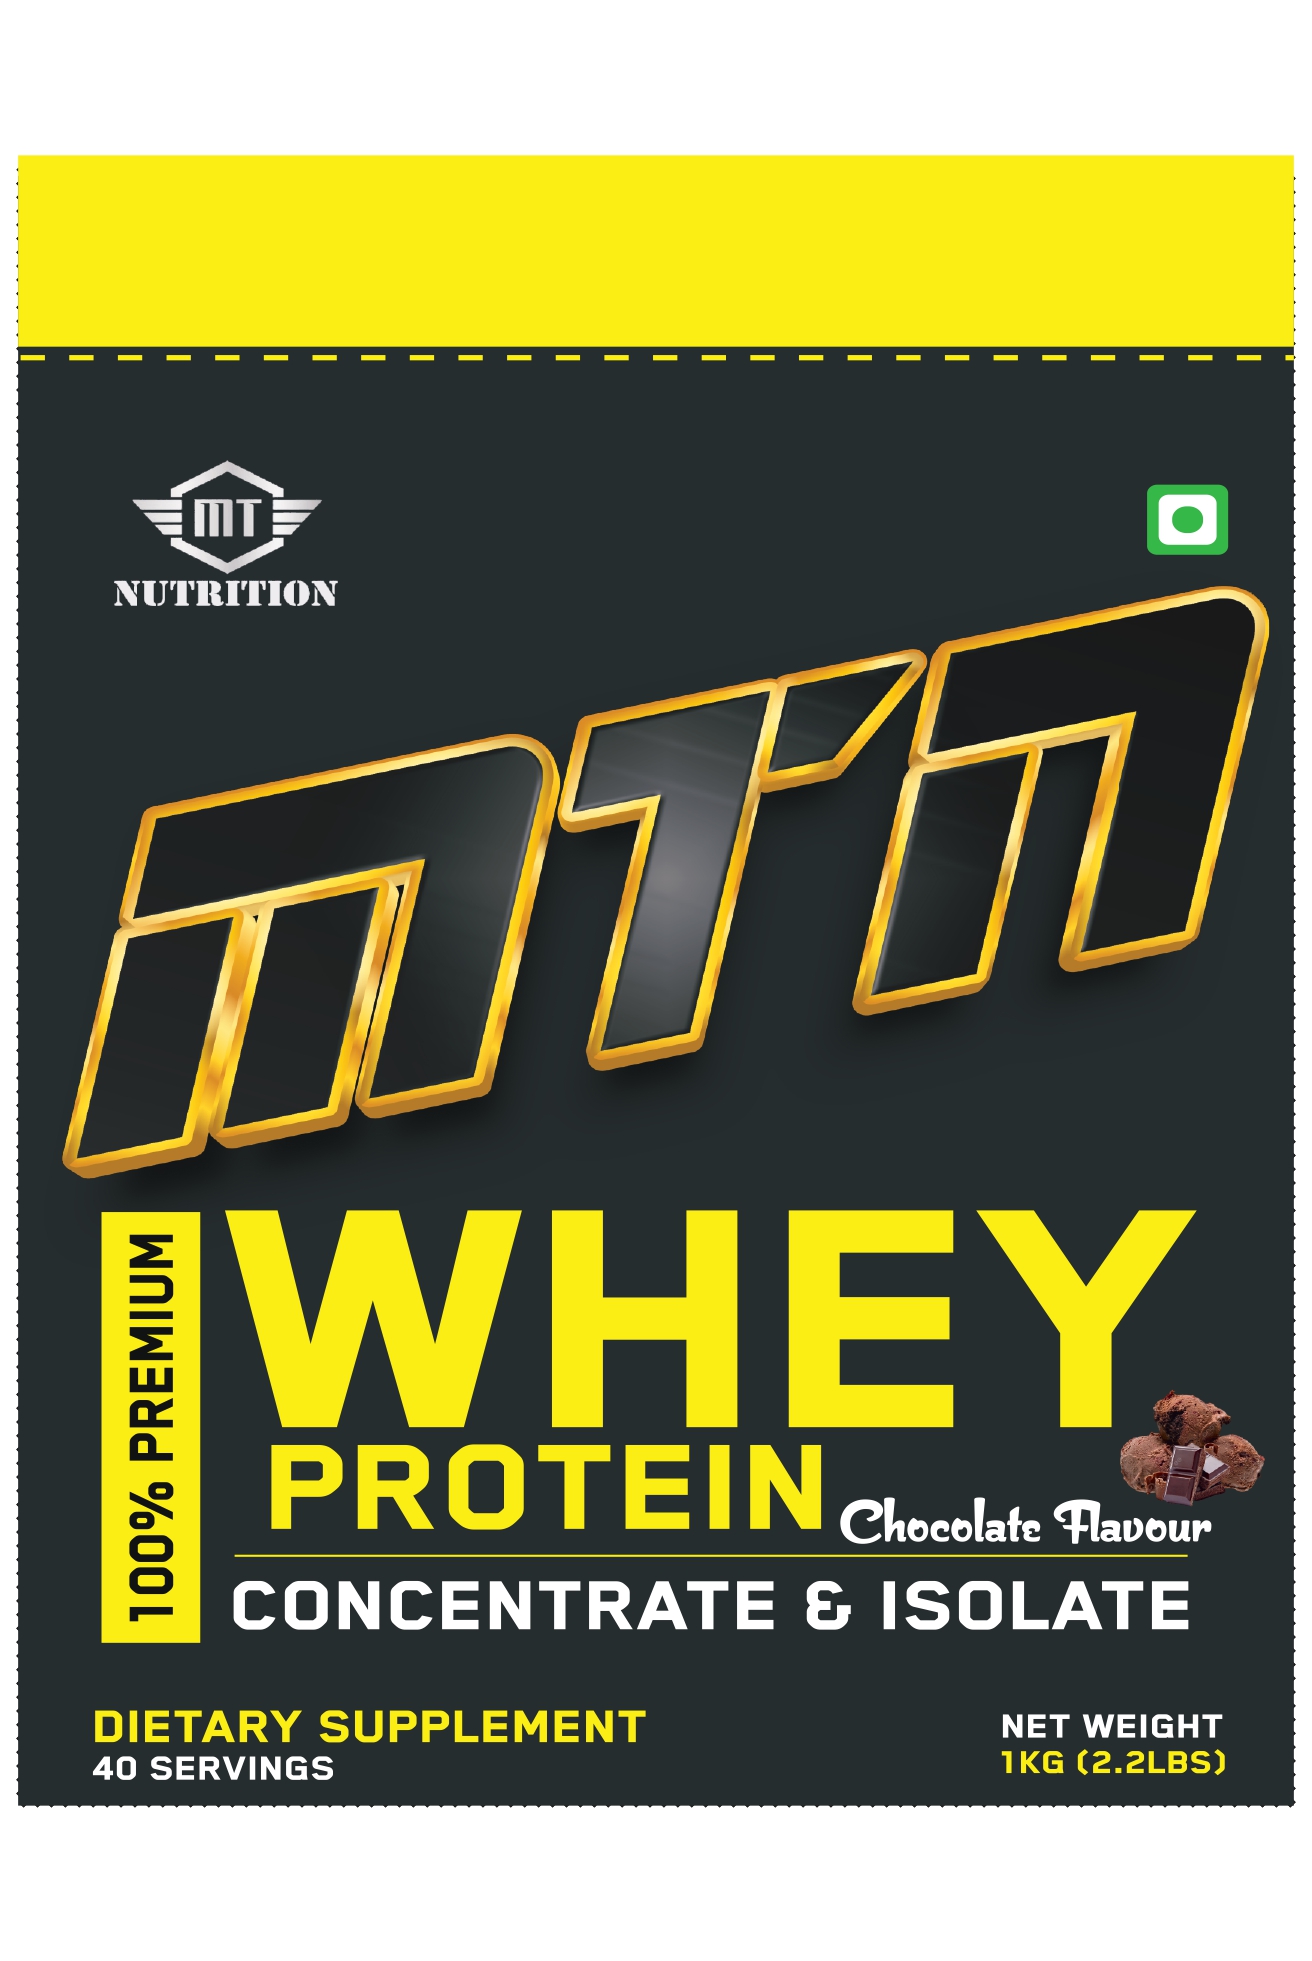 MT
NUTRITION
MTN
100% PREMIUM
WHEY
PROTEIN
Chocolate Flavour
CONCENTRATE & ISOLATE
DIETARY SUPPLEMENT
40 SERVINGS
NET WEIGHT
1KG (2.2LBS)